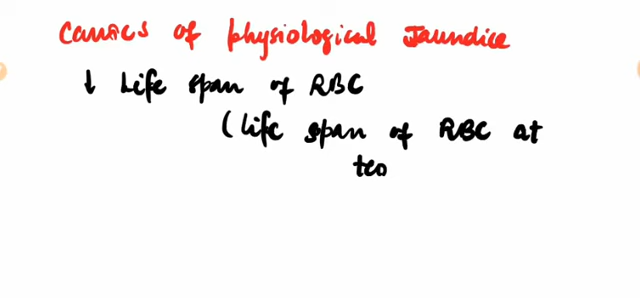 Causes of physiological Jaundice
↓ Life span of RBC
(life span of RBC at
teo